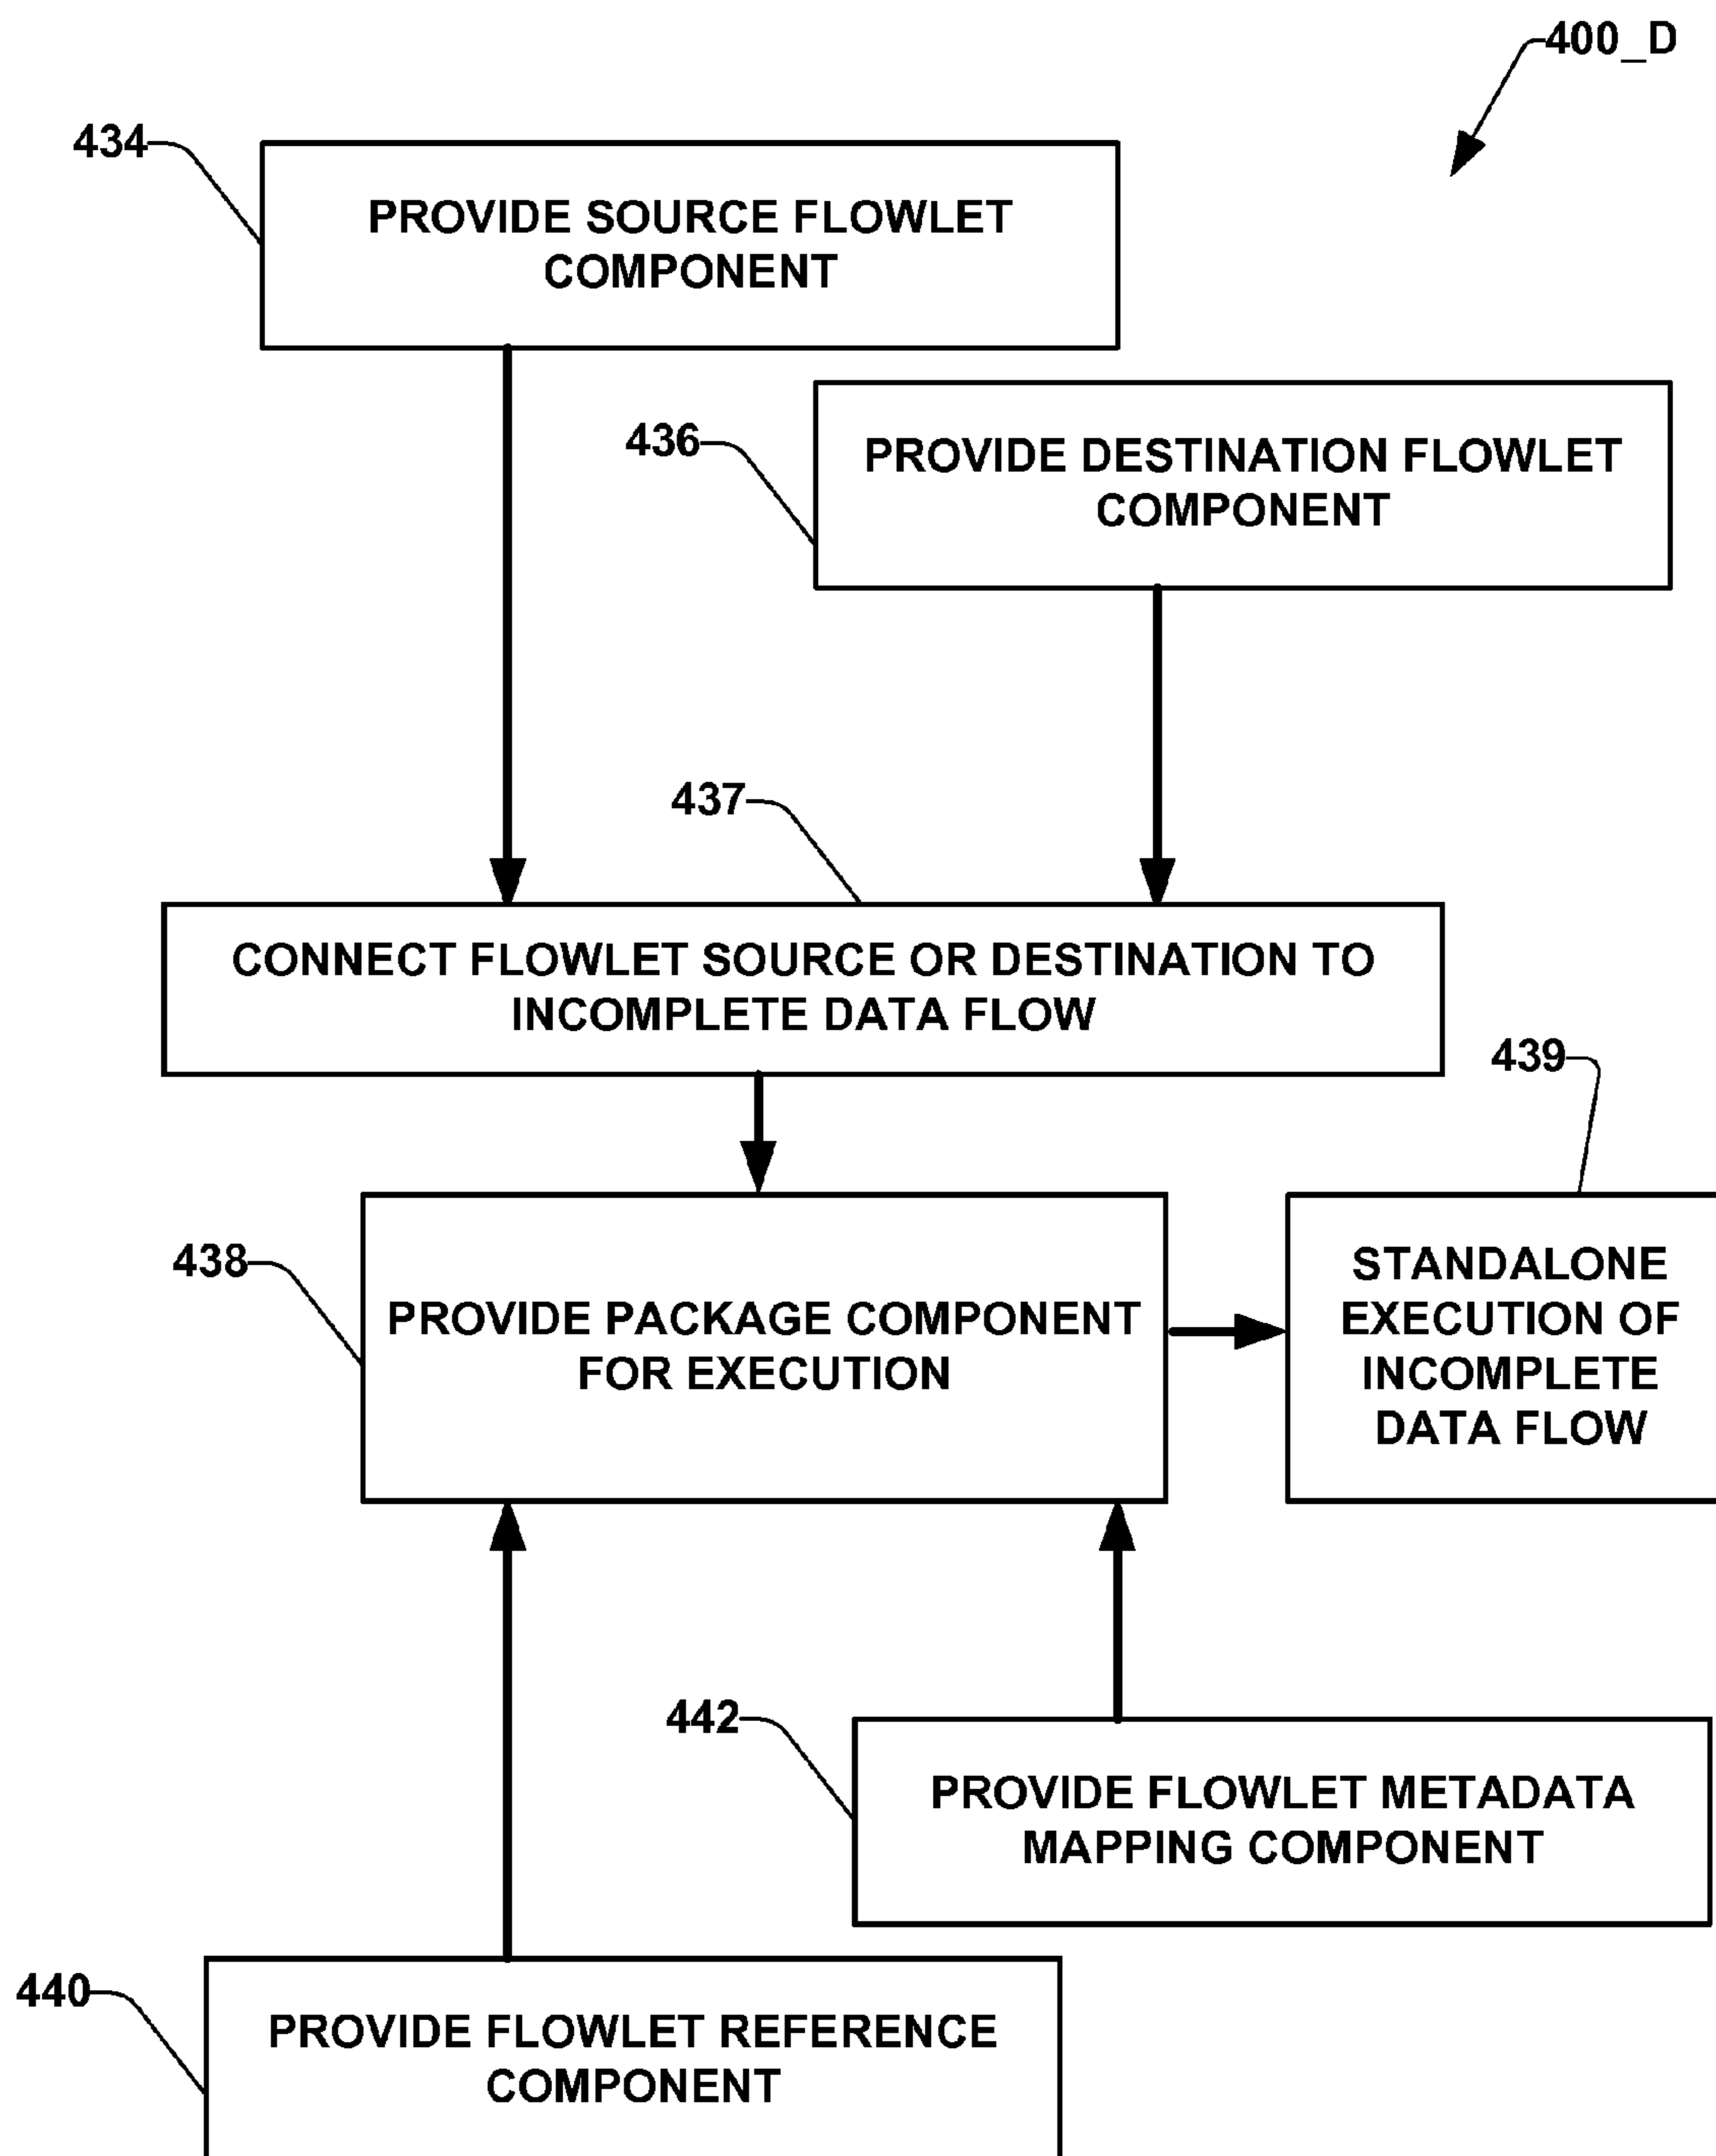 400_D
434
PROVIDE SOURCE FLOWLET
COMPONENT
436
PROVIDE DESTINATION FLOWLET
COMPONENT
437
CONNECT FLOWLET SOURCE OR DESTINATION TO
INCOMPLETE DATA FLOW
439
438
PROVIDE PACKAGE COMPONENT
FOR EXECUTION
STANDALONE
EXECUTION OF
INCOMPLETE
DATA FLOW
442
PROVIDE FLOWLET METADATA
MAPPING COMPONENT
440
PROVIDE FLOWLET REFERENCE
COMPONENT